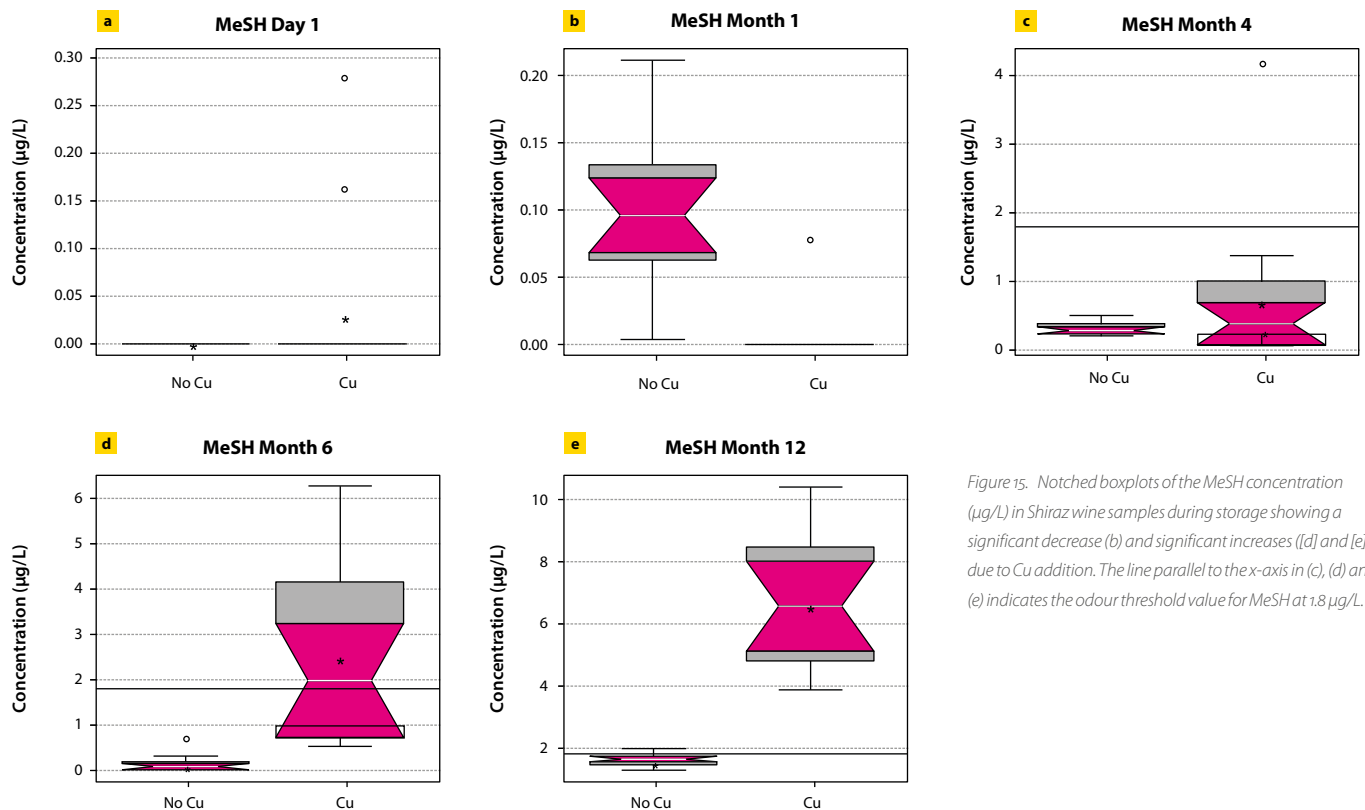 a
MeSH Day 1
Concentration (µg/L)
0.30
0.25
0.20
0.15
0.10
0.05
0.00
No Cu
Cu
b
MeSH Month 1
Concentration (µg/L)
0.20
0.15
0.10
0.05
0.00
No Cu
Cu
c
MeSH Month 4
Concentration (µg/L)
4
3
2
1
0
No Cu
Cu
d
MeSH Month 6
Concentration (µg/L)
6
5
4
3
2
1
0
No Cu
Cu
e
MeSH Month 12
Concentration (µg/L)
10
8
6
4
2
No Cu
Cu
Figure 15. Notched boxplots of the MeSH concentration
(µg/L) in Shiraz wine samples during storage showing a
significant decrease (b) and significant increases ([d] and [e]
due to Cu addition. The line parallel to the x-axis in (c), (d) an
(e) indicates the odour threshold value for MeSH at 1.8 µg/L.